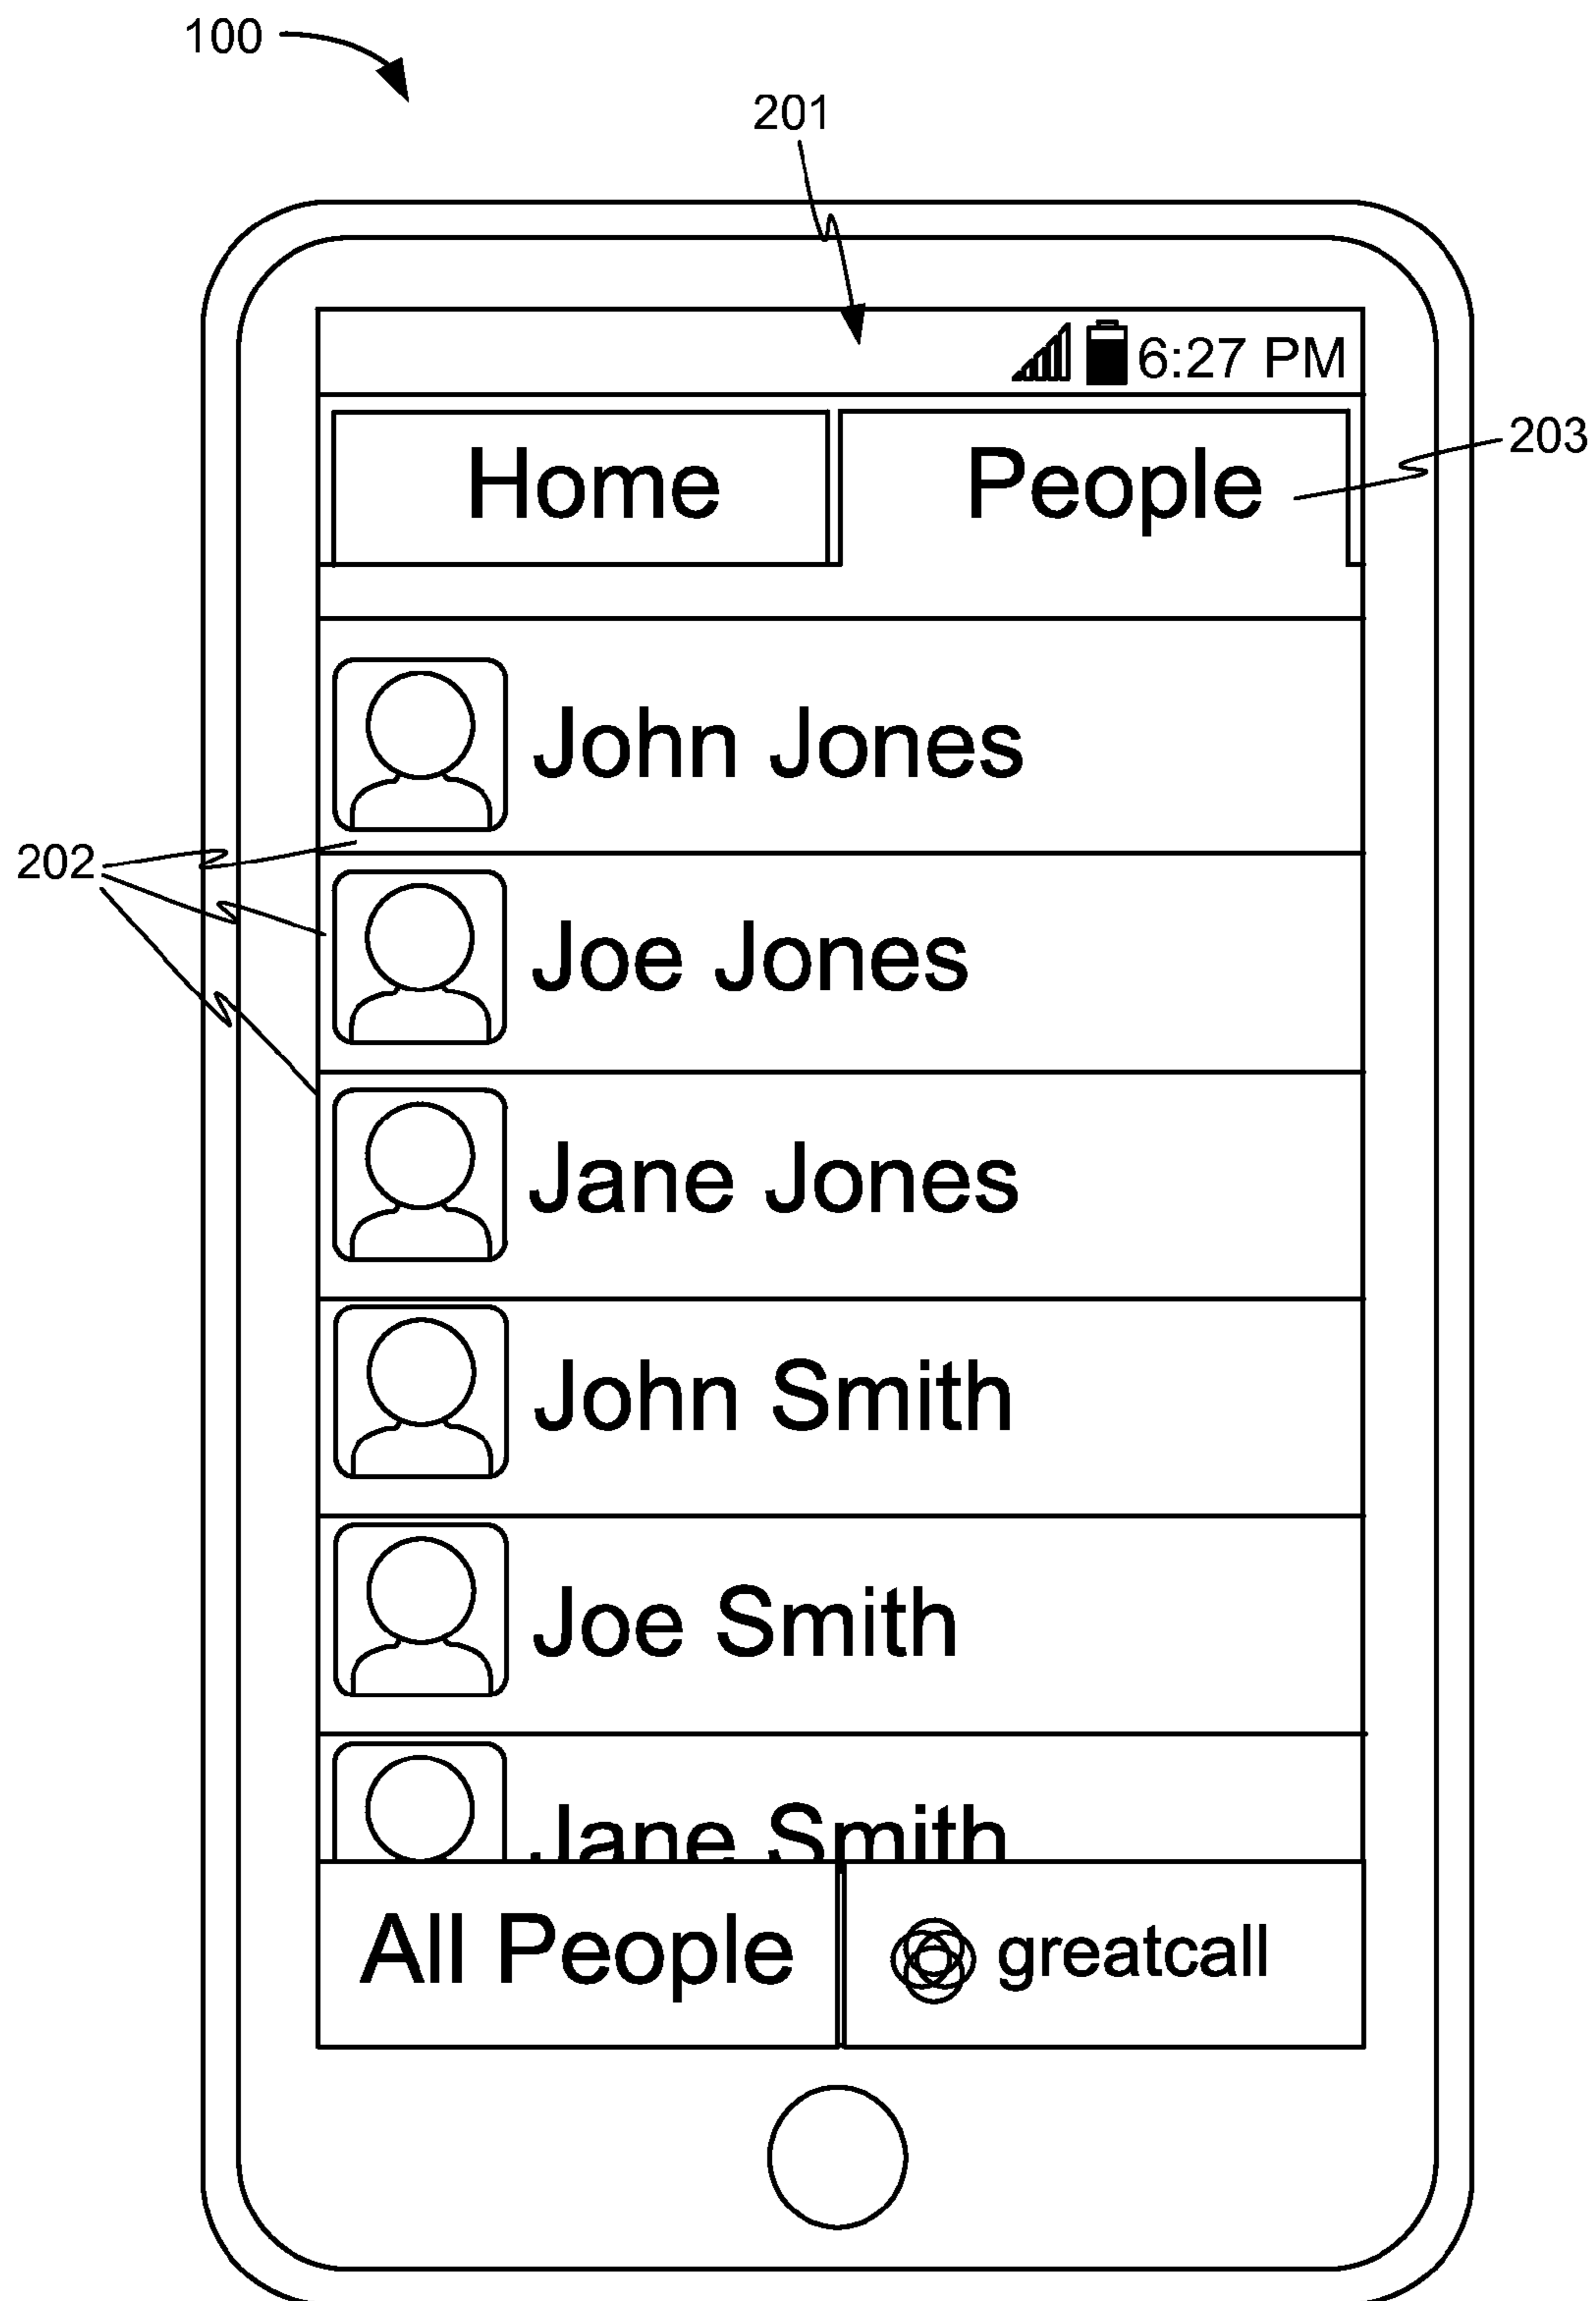 100
201
6:27 PM
Home People
203
John Jones
202
Joe Jones
Jane Jones
John Smith
Joe Smith
Jane Smith
All People greatcall